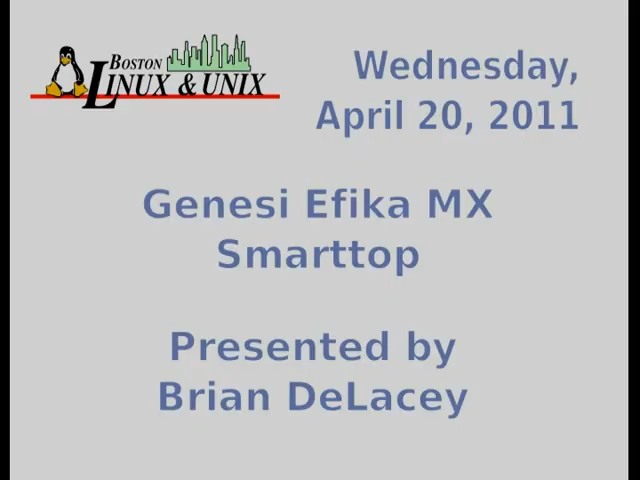 Boston
Linux & Unix
Wednesday,
April 20, 2011
Genesi Efika MX
Smarttop
Presented by
Brian DeLacey